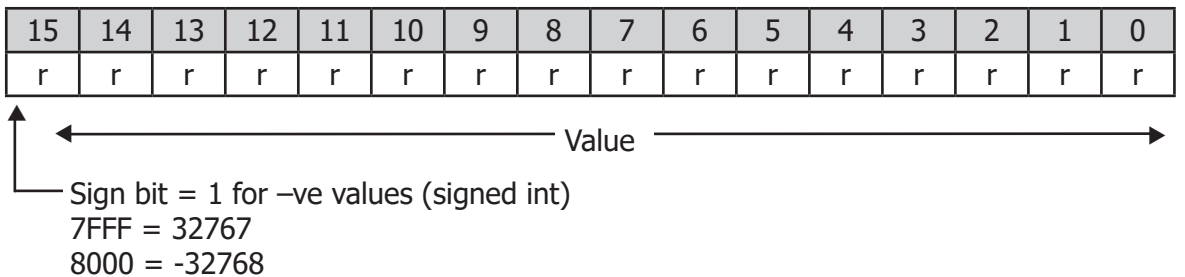 15 14 13 12 11 10 9 8 7 6 5 4 3 2 1 0
r r r r r r r r r r r r r r r r
Value
Sign bit = 1 for –ve values (signed int)
7FFF = 32767
8000 = -32768